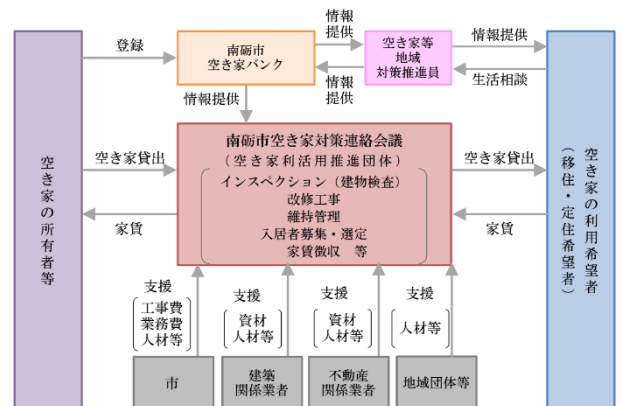 空き家の所有者等
登録
南砺市
空き家バンク
情報
提供
情報
提供
空き家等
地域
対策推進員
情報提供
生活相談
空き家の利用希望者
（移住・定住希望者）
情報提供
南砺市空き家対策連絡会議
（空き家利活用推進団体）
インスペクション（建物検査）
改修工事
維持管理
入居者募集・選定
家賃徴収　等
空き家貸出
家賃
空き家貸出
家賃
支援
工事費
業務費
人材等
支援
資材
人材等
支援
資材
人材等
支援
人材等
市
建築
関係業者
不動産
関係業者
地域団体等